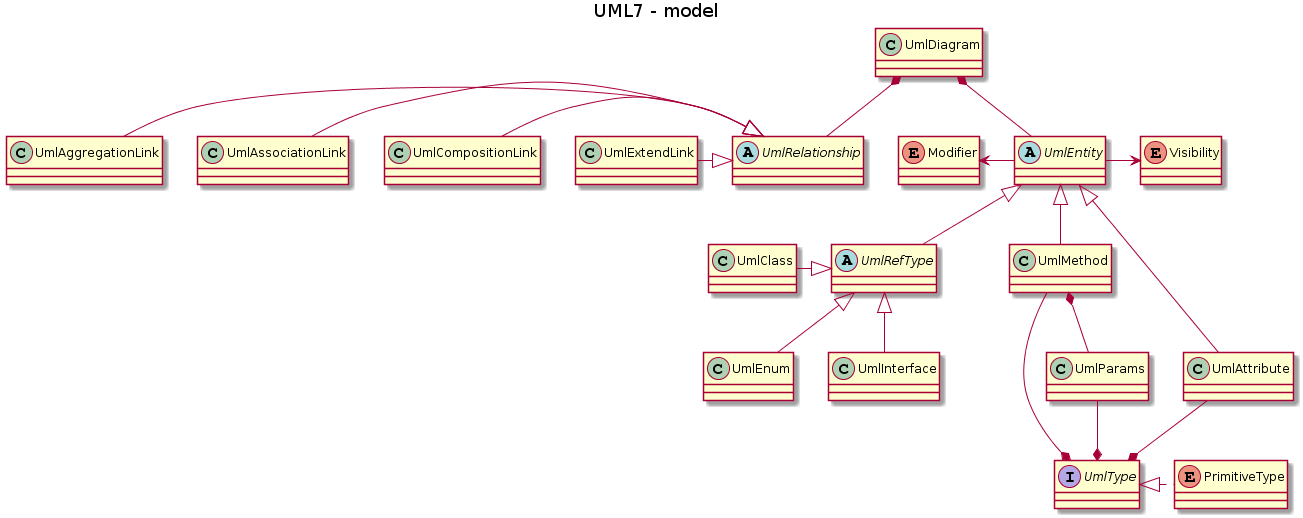 UML7 - model
C UmlDiagram
C UmlAggregationLink
C UmlAssociationLink
C UmlCompositionLink
C UmlExtendLink
A UmlRelationship
E Modifier
A UmlEntity
E Visibility
C UmlClass
A UmlRefType
C UmlMethod
C UmlEnum
C UmlInterface
C UmlParams
C UmlAttribute
I UmlType
E PrimitiveType